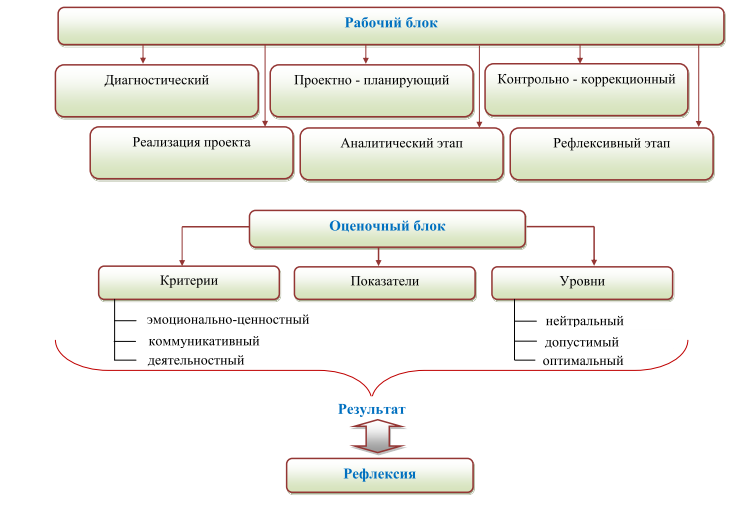 Рабочий блок
Диагностический
Проектно - планирующий
Контрольно - коррекционный
Реализация проекта
Аналитический этап
Рефлексивный этап
Оценочный блок
Критерии
Показатели
Уровни
эмоционально-ценностный
коммуникативный
деятельностный
нейтральный
допустимый
оптимальный
Результат
Рефлексия